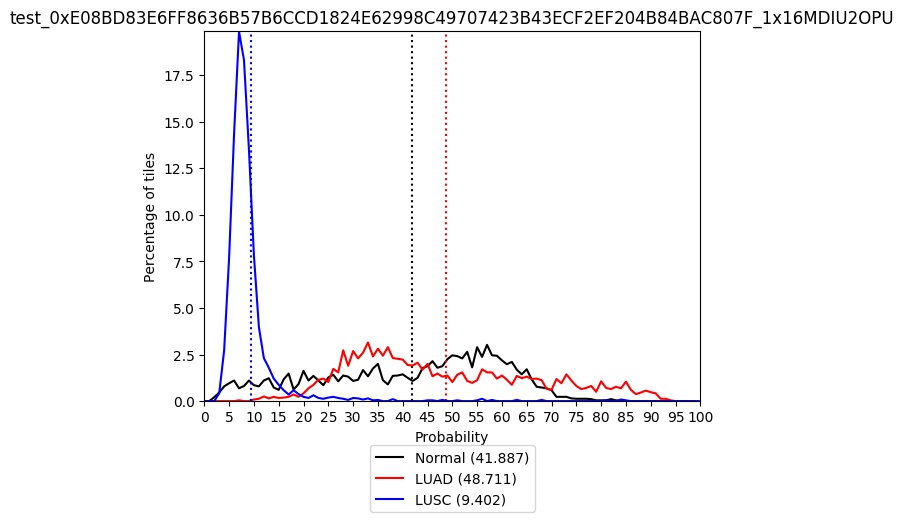 test_0xE08BD83E6FF8636B57B6CCD1824E62998C49707423B43ECF2EF204B84BAC807F_1x16MDIU2OPU
17.5
15.0
12.5
10.0
7.5
5.0
2.5
0.0
Percentage of tiles
0 5 10 15 20 25 30 35 40 45 50 55 60 65 70 75 80 85 90 95 100
Probability
Normal (41.887)
LUAD (48.711)
LUSC (9.402)